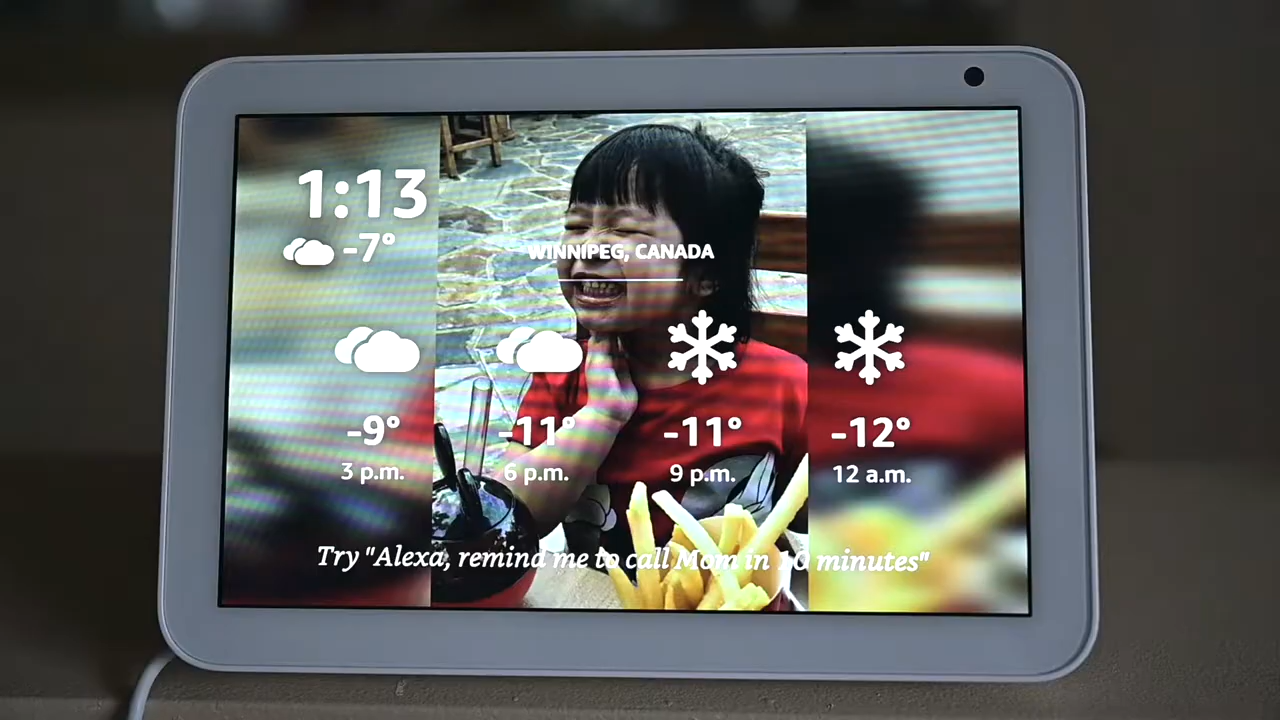 1:13
-7°
WINNIPEG, CANADA
-9° -11° -11° -12°
3 p.m. 6 p.m. 9 p.m. 12 a.m.
Try "Alexa, remind me to call Mom in 10 minutes"